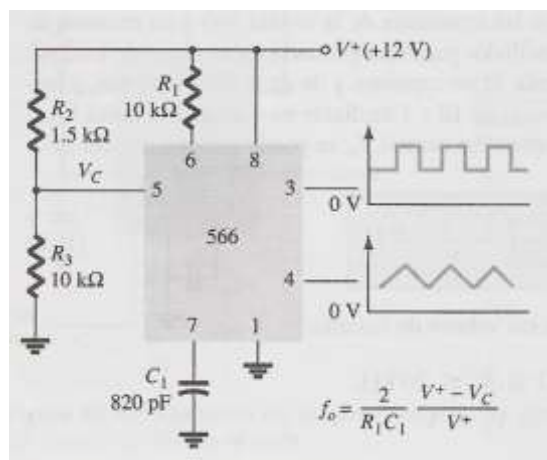 V⁺(+12 V)
R₁
10 kΩ
R₂
1.5 kΩ
6
8
V_C
5
3
0 V
566
R₃
10 kΩ
4
0 V
7
1
C₁
820 pF
fₒ = 2/(R₁C₁) (V⁺ − V_C)/V⁺